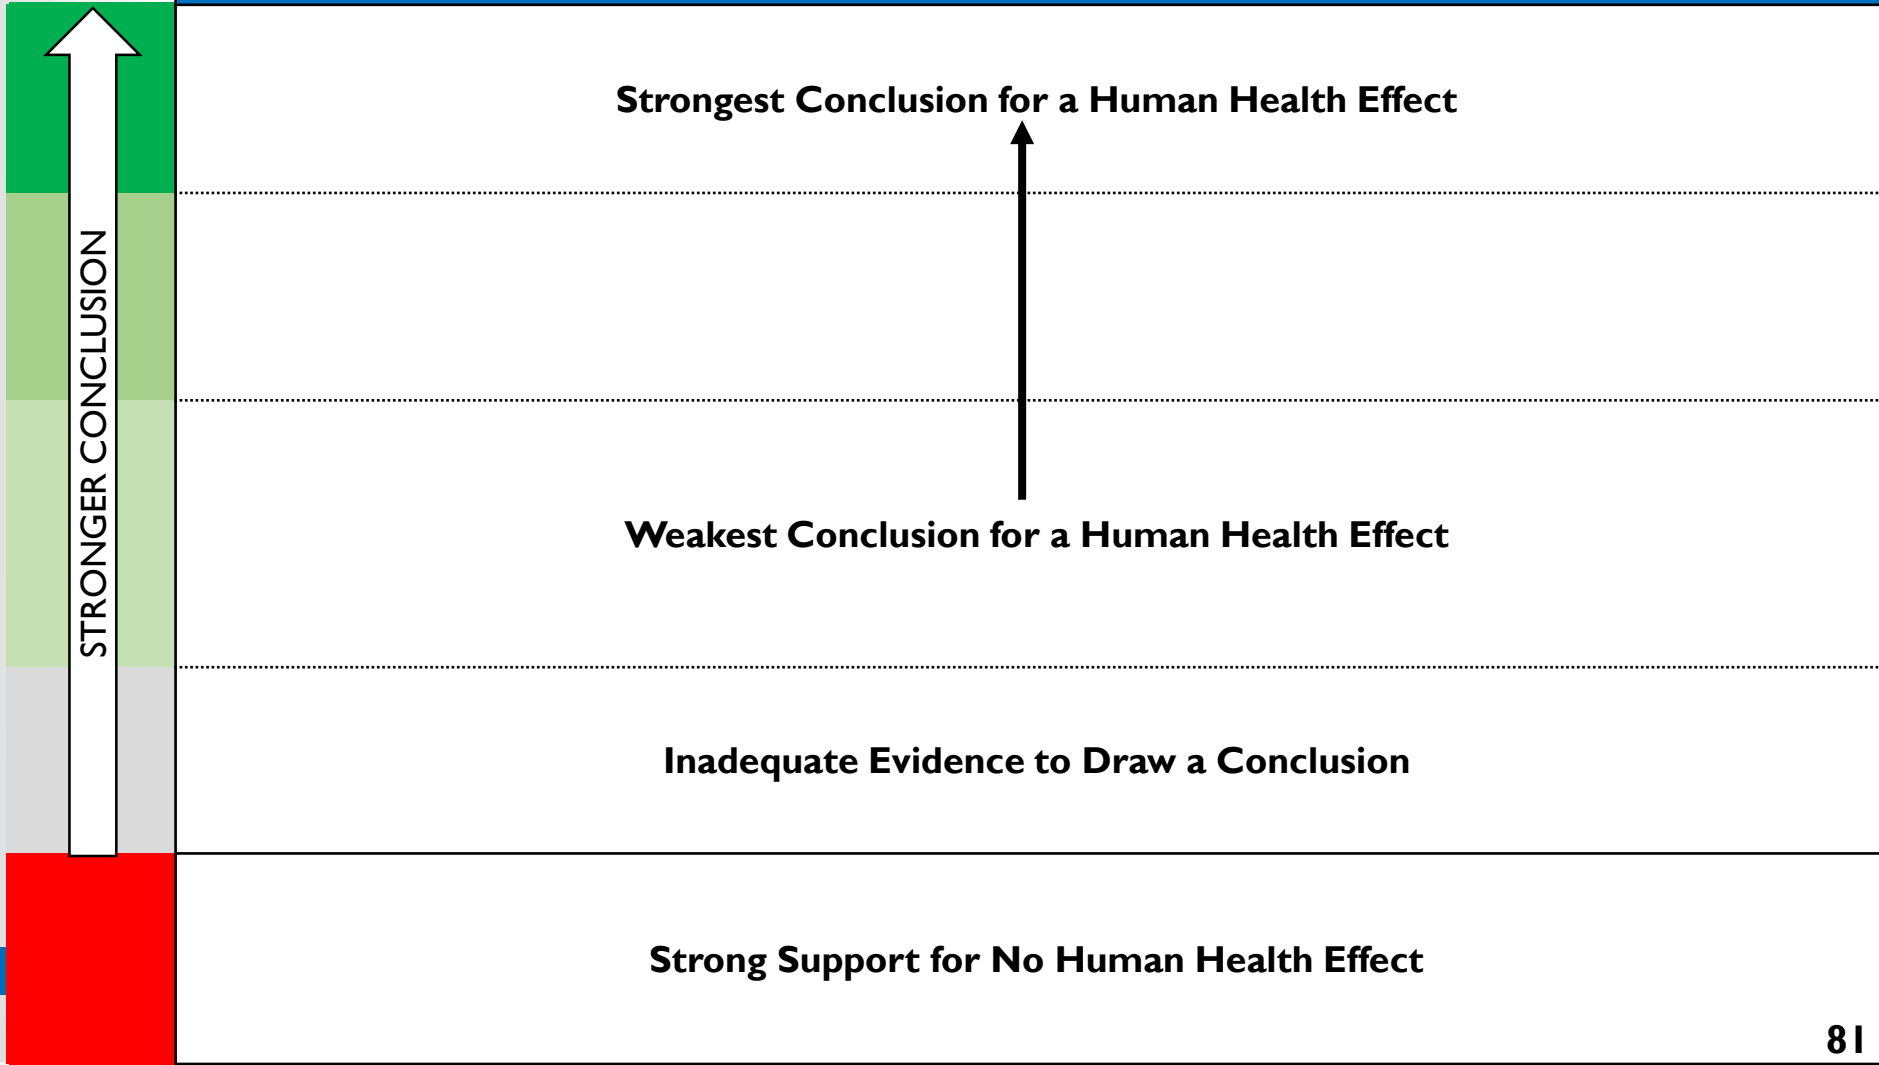 Strongest Conclusion for a Human Health Effect
STRONGER CONCLUSION
Weakest Conclusion for a Human Health Effect
Inadequate Evidence to Draw a Conclusion
Strong Support for No Human Health Effect
81